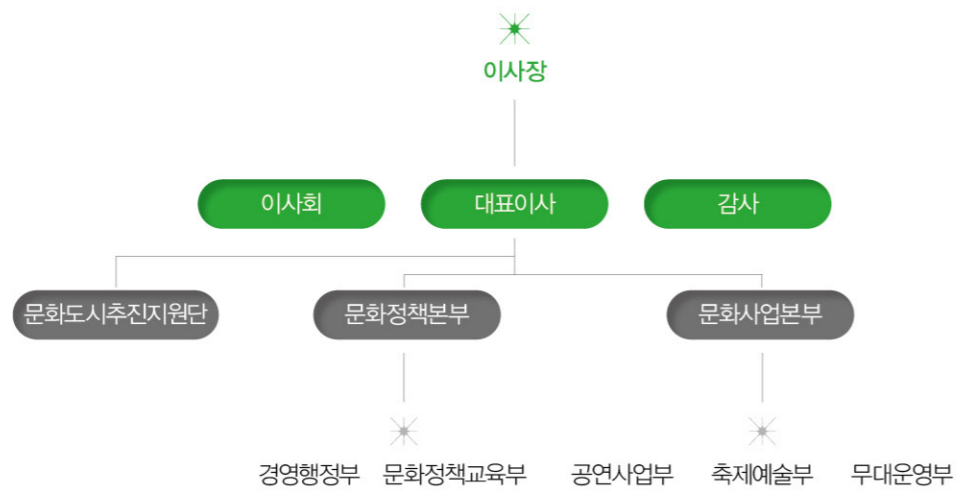 이사장
이사회 대표이사 감사
문화도시추진지원단 문화정책본부 문화사업본부
경영행정부 문화정책교육부 공연사업부 축제예술부 무대운영부